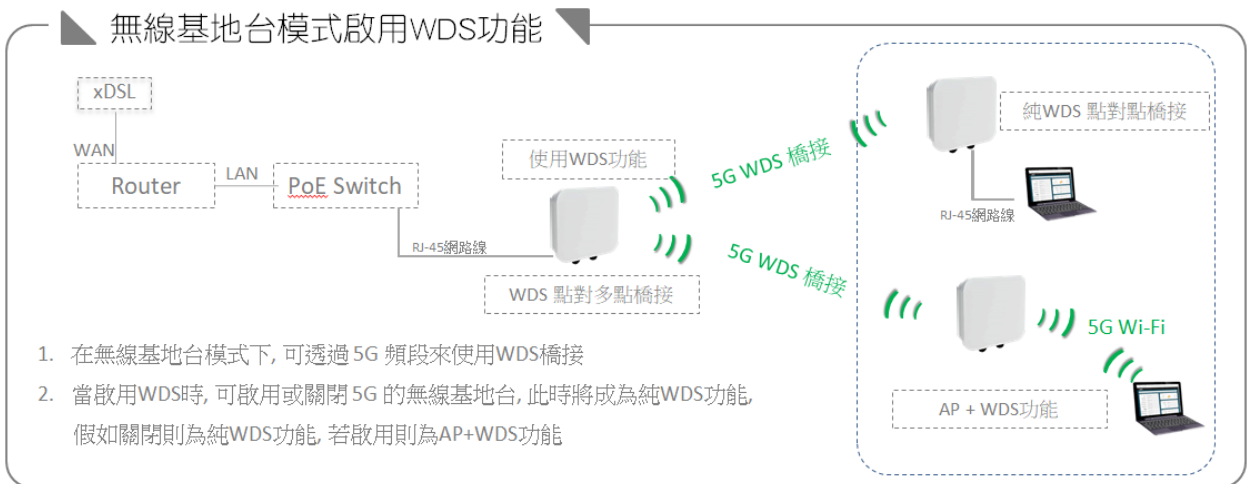 無線基地台模式啟用WDS功能
xDSL
WAN
Router
LAN
PoE Switch
RJ-45網路線
使用WDS功能
WDS 點對多點橋接
5G WDS 橋接
5G WDS 橋接
純WDS 點對點橋接
RJ-45網路線
5G Wi-Fi
AP + WDS功能
1. 在無線基地台模式下, 可透過 5G 頻段來使用WDS橋接
2. 當啟用WDS時, 可啟用或關閉 5G 的無線基地台, 此時將成為純WDS功能,
假如關閉則為純WDS功能, 若啟用則為AP+WDS功能